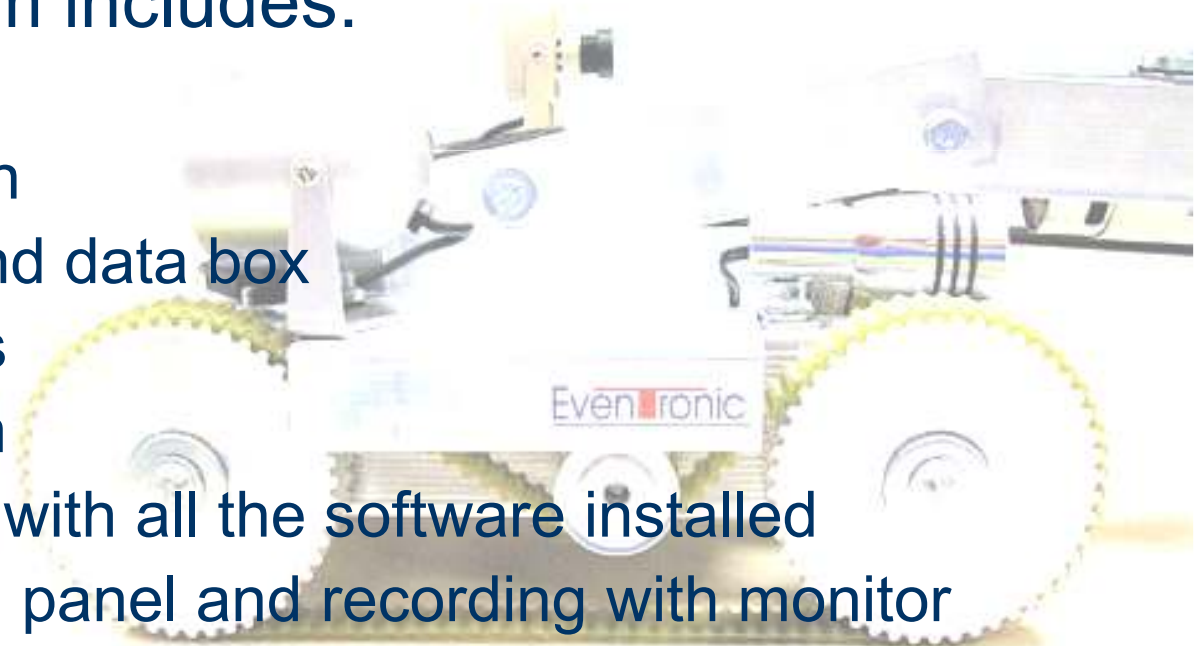 includes:
nd data box
EvenTronic
with all the software installed
panel and recording with monitor